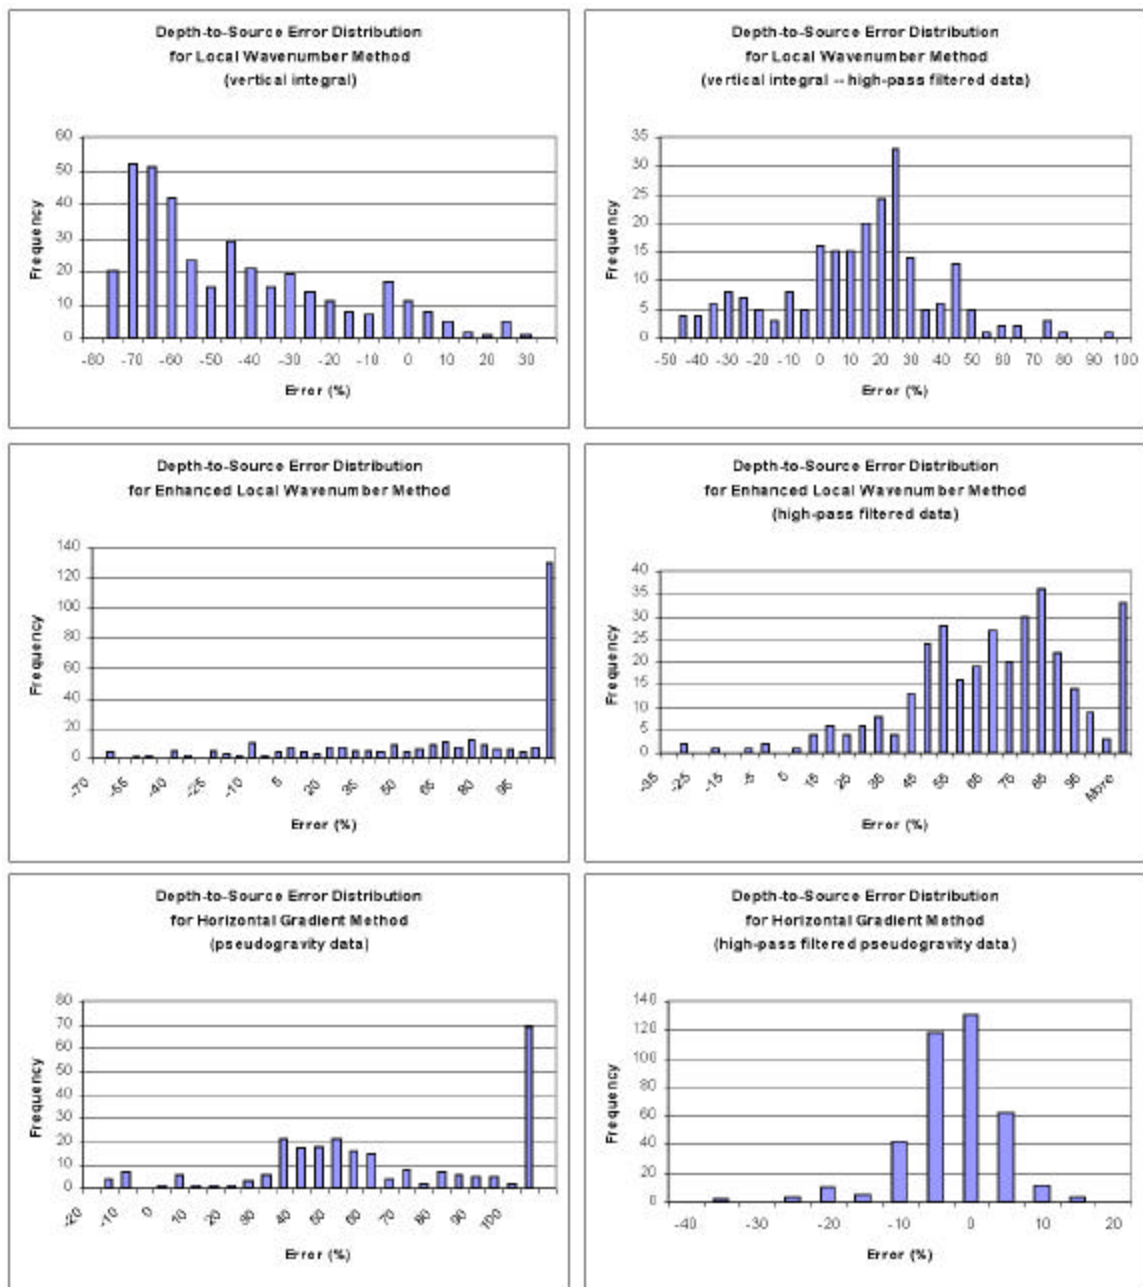 Depth-to-Source Error Distribution
for Local Wavenumber Method
(vertical integral)
60
50
40
30
20
10
0
Frequency
-80 -70 -60 -50 -40 -30 -20 -10 0 10 20 30
Error (%)
Depth-to-Source Error Distribution
for Local Wavenumber Method
(vertical integral -- high-pass filtered data)
35
30
25
20
15
10
5
0
Frequency
-50 -40 -30 -20 -10 0 10 20 30 40 50 60 70 80 90 100
Error (%)
Depth-to-Source Error Distribution
for Enhanced Local Wavenumber Method
140
120
100
80
60
40
20
0
Frequency
-70 -55 -40 -25 -10 5 20 35 50 65 80 95
Error (%)
Depth-to-Source Error Distribution
for Enhanced Local Wavenumber Method
(high-pass filtered data)
40
35
30
25
20
15
10
5
0
Frequency
-35 -25 -15 -5 5 15 25 35 45 55 65 75 85 95 More
Error (%)
Depth-to-Source Error Distribution
for Horizontal Gradient Method
(pseudogravity data)
80
70
60
50
40
30
20
10
0
Frequency
-20 -10 0 10 20 30 40 50 60 70 80 90 100
Error (%)
Depth-to-Source Error Distribution
for Horizontal Gradient Method
(high-pass filtered pseudogravity data)
140
120
100
80
60
40
20
0
Frequency
-40 -30 -20 -10 0 10 20
Error (%)